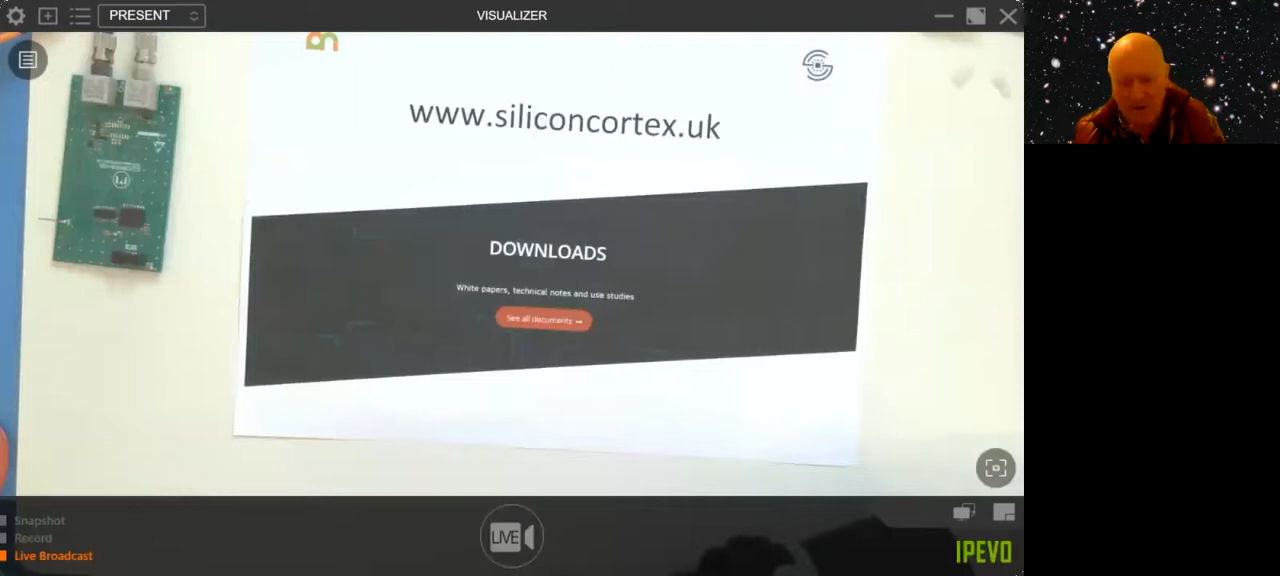 PRESENT
VISUALIZER
www.siliconcortex.uk
DOWNLOADS
White papers, technical notes and use studies
See all documents →
Snapshot
Record
Live Broadcast
LIVE
IPEVO